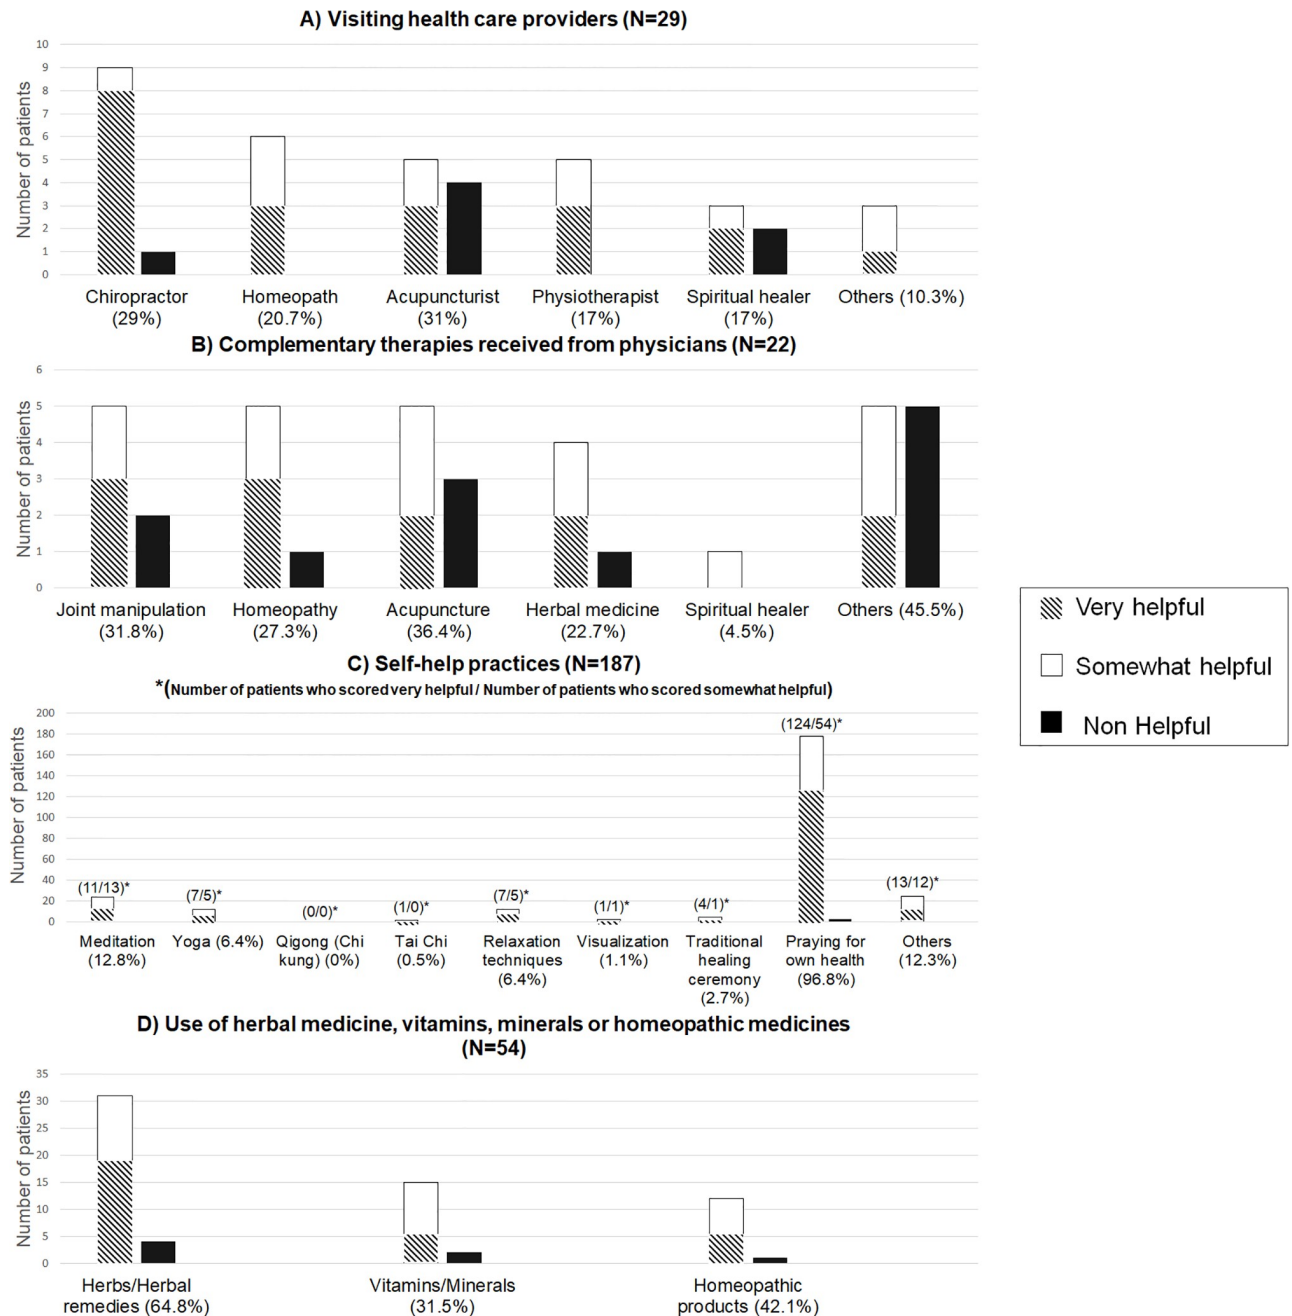 A) Visiting health care providers (N=29)
Number of patients
10
9
8
7
6
5
4
3
2
1
0
Chiropractor
(29%)
Homeopath
(20.7%)
Acupuncturist
(31%)
Physiotherapist
(17%)
Spiritual healer
(17%)
Others (10.3%)
B) Complementary therapies received from physicians (N=22)
Number of patients
6
5
4
3
2
1
0
Joint manipulation
(31.8%)
Homeopathy
(27.3%)
Acupuncture
(36.4%)
Herbal medicine
(22.7%)
Spiritual healer
(4.5%)
Others (45.5%)
Very helpful
Somewhat helpful
Non Helpful
C) Self-help practices (N=187)
*(Number of patients who scored very helpful / Number of patients who scored somewhat helpful)
Number of patients
200
180
160
140
120
100
80
60
40
20
0
(11/13)*
(7/5)*
(0/0)*
(1/0)*
(7/5)*
(1/1)*
(4/1)*
(124/54)*
(13/12)*
Meditation
(12.8%)
Yoga (6.4%)
Qigong (Chi
kung) (0%)
Tai Chi
(0.5%)
Relaxation
techniques
(6.4%)
Visualization
(1.1%)
Traditional
healing
ceremony
(2.7%)
Praying for
own health
(96.8%)
Others
(12.3%)
D) Use of herbal medicine, vitamins, minerals or homeopathic medicines
(N=54)
Number of patients
35
30
25
20
15
10
5
0
Herbs/Herbal
remedies (64.8%)
Vitamins/Minerals
(31.5%)
Homeopathic
products (42.1%)